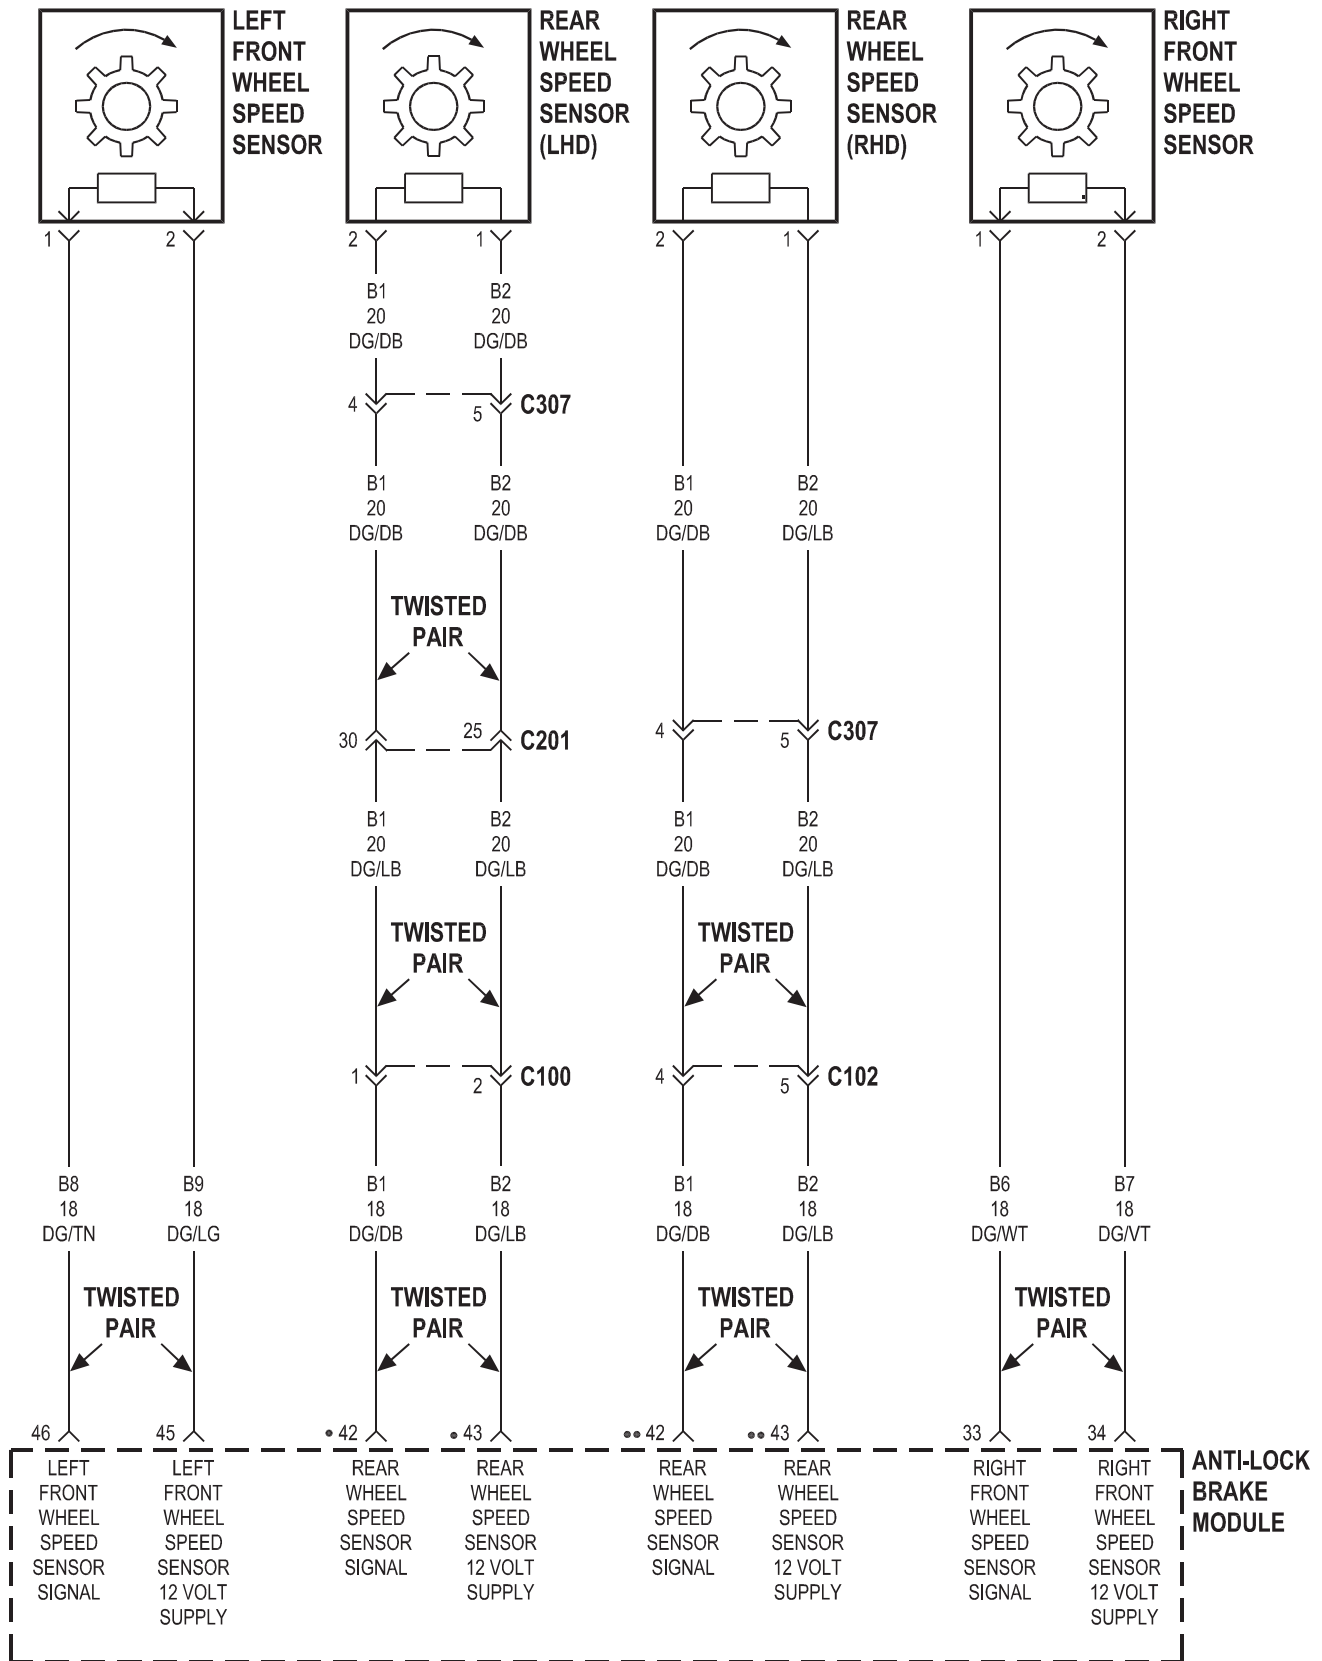 LEFT
FRONT
WHEEL
SPEED
SENSOR
REAR
WHEEL
SPEED
SENSOR
(LHD)
REAR
WHEEL
SPEED
SENSOR
(RHD)
RIGHT
FRONT
WHEEL
SPEED
SENSOR
1 2 2 1 2 1 1 2
B1
20
DG/DB
B2
20
DG/DB
4 5 C307
B1
20
DG/DB
B2
20
DG/DB
B1
20
DG/DB
B2
20
DG/LB
TWISTED
PAIR
30 25 C201
4 5 C307
B1
20
DG/LB
B2
20
DG/LB
B1
20
DG/DB
B2
20
DG/LB
TWISTED
PAIR
TWISTED
PAIR
1 2 C100
4 5 C102
B8
18
DG/TN
B9
18
DG/LG
B1
18
DG/DB
B2
18
DG/LB
B1
18
DG/DB
B2
18
DG/LB
B6
18
DG/WT
B7
18
DG/VT
TWISTED
PAIR
TWISTED
PAIR
TWISTED
PAIR
TWISTED
PAIR
46 45 • 42 • 43 •• 42 •• 43 33 34
LEFT
FRONT
WHEEL
SPEED
SENSOR
SIGNAL
LEFT
FRONT
WHEEL
SPEED
SENSOR
12 VOLT
SUPPLY
REAR
WHEEL
SPEED
SENSOR
SIGNAL
REAR
WHEEL
SPEED
SENSOR
12 VOLT
SUPPLY
REAR
WHEEL
SPEED
SENSOR
SIGNAL
REAR
WHEEL
SPEED
SENSOR
12 VOLT
SUPPLY
RIGHT
FRONT
WHEEL
SPEED
SENSOR
SIGNAL
RIGHT
FRONT
WHEEL
SPEED
SENSOR
12 VOLT
SUPPLY
ANTI-LOCK
BRAKE
MODULE